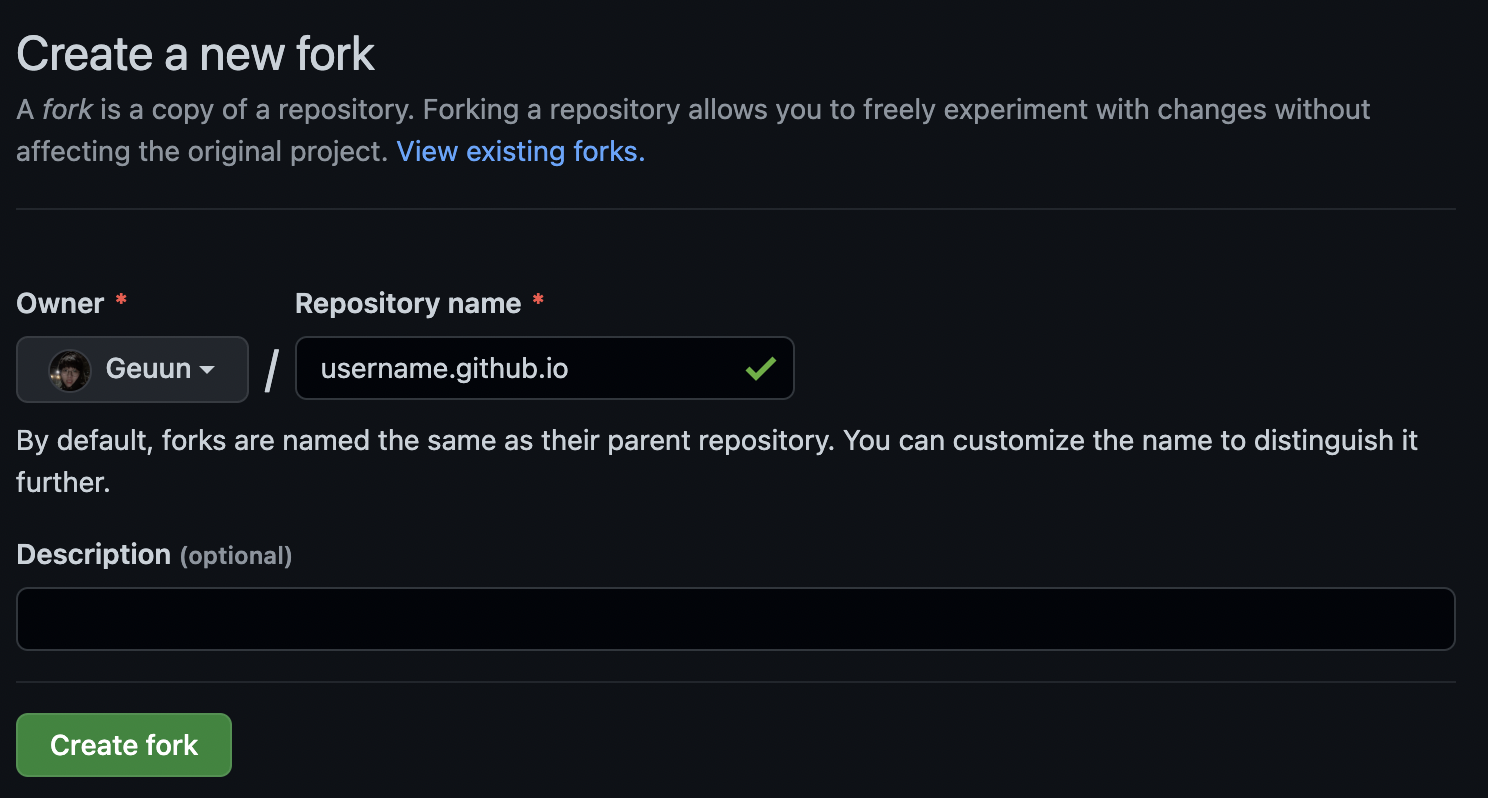 Create a new fork
A fork is a copy of a repository. Forking a repository allows you to freely experiment with changes without
affecting the original project. View existing forks.
Owner * Repository name *
Geuun / username.github.io
By default, forks are named the same as their parent repository. You can customize the name to distinguish it
further.
Description (optional)
Create fork